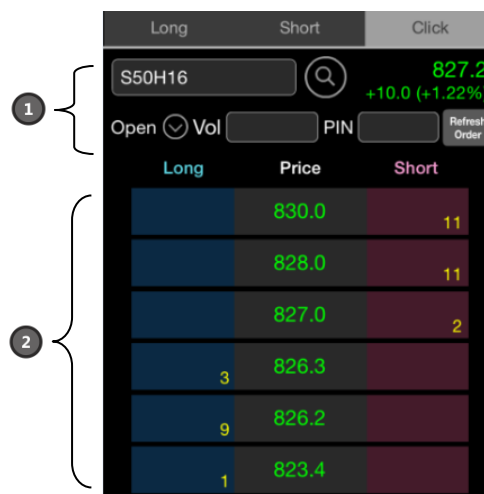 Long Short Click
S50H16 827.2
+10.0 (+1.22%)
1
Open Vol PIN Refresh
Order
Long Price Short
830.0 11
828.0 11
827.0 2
2
3 826.3
9 826.2
1 823.4